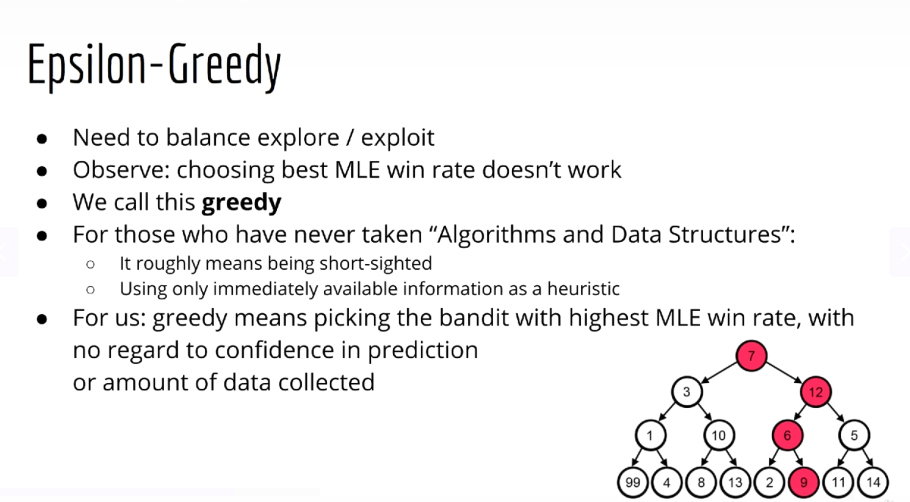 Epsilon-Greedy
● Need to balance explore / exploit
● Observe: choosing best MLE win rate doesn't work
● We call this greedy
● For those who have never taken “Algorithms and Data Structures”:
○ It roughly means being short-sighted
○ Using only immediately available information as a heuristic
● For us: greedy means picking the bandit with highest MLE win rate, with
no regard to confidence in prediction
or amount of data collected
7
3 12
1 10 6 5
99 4 8 13 2 9 11 14